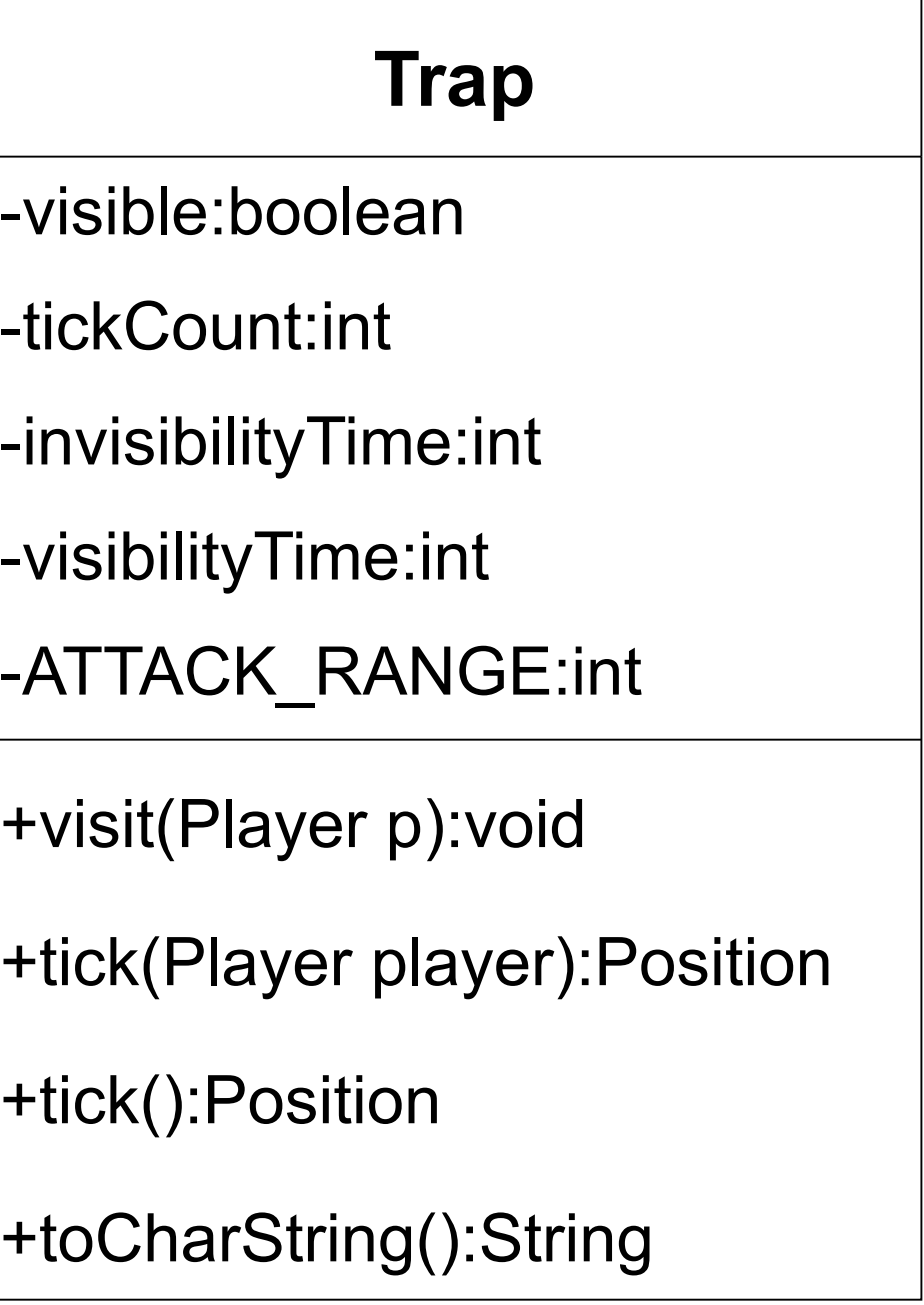 Trap
-visible:boolean
-tickCount:int
-invisibilityTime:int
-visibilityTime:int
-ATTACK_RANGE:int
+visit(Player p):void
+tick(Player player):Position
+tick():Position
+toCharString():String